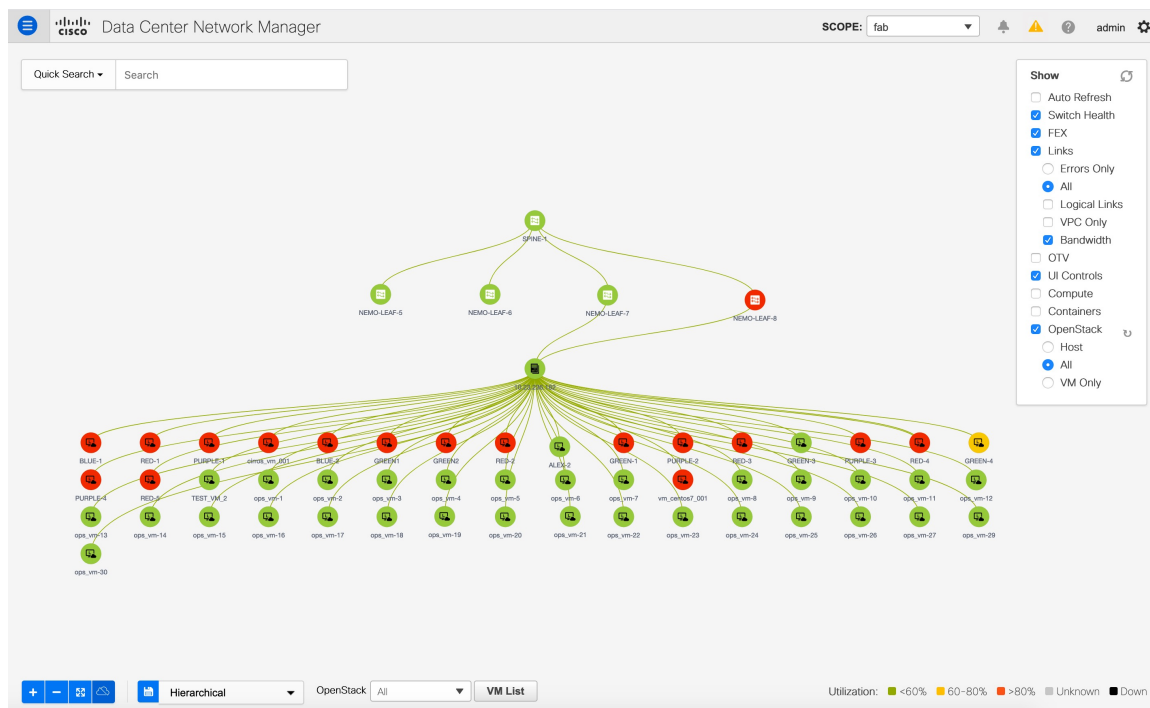 CISCO Data Center Network Manager SCOPE: fab admin
Quick Search Search
Show
Auto Refresh
Switch Health
FEX
Links
Errors Only
All
Logical Links
VPC Only
Bandwidth
OTV
UI Controls
Compute
Containers
OpenStack
Host
All
VM Only
SPINE-1
NEMO-LEAF-5 NEMO-LEAF-6 NEMO-LEAF-7 NEMO-LEAF-8
BLUE-1 RED-1 PURPLE-1 cirros_vm_001 BLUE-2 GREEN1 GREEN2 RED-2 ALEX-2 GREEN-1 PURPLE-2 RED-3 GREEN-3 PURPLE-3 RED-4 GREEN-4
PURPLE-4 RED-5 TEST_VM_2 ops_vm-1 ops_vm-2 ops_vm-3 ops_vm-4 ops_vm-5 ops_vm-6 ops_vm-7 vm_centos7_001 ops_vm-8 ops_vm-9 ops_vm-10 ops_vm-11 ops_vm-12
ops_vm-13 ops_vm-14 ops_vm-15 ops_vm-16 ops_vm-17 ops_vm-18 ops_vm-19 ops_vm-20 ops_vm-21 ops_vm-22 ops_vm-23 ops_vm-24 ops_vm-25 ops_vm-26 ops_vm-27 ops_vm-29
ops_vm-30
Hierarchical OpenStack All VM List Utilization: <60% 60-80% >80% Unknown Down